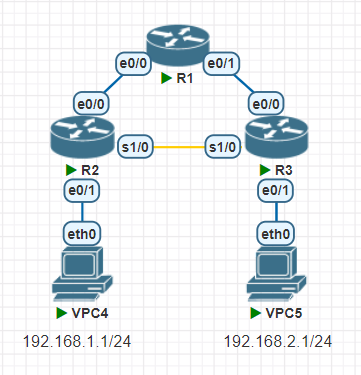 e0/0 e0/1
R1
e0/0 e0/0
s1/0 s1/0
R2 R3
e0/1 e0/1
eth0 eth0
VPC4 VPC5
192.168.1.1/24 192.168.2.1/24